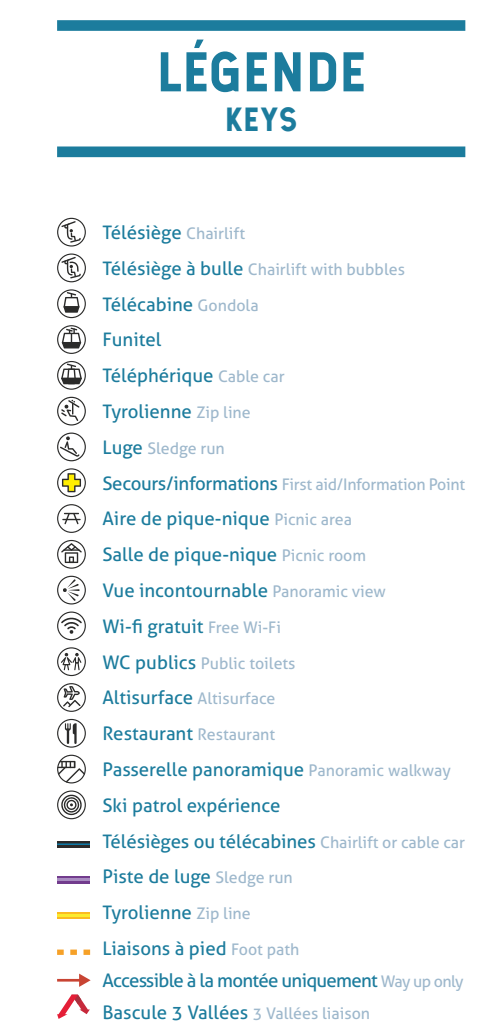 LÉGENDE
KEYS
Télésiège Chairlift
Télésiège à bulle Chairlift with bubbles
Télécabine Gondola
Funitel
Téléphérique Cable car
Tyrolienne Zip line
Luge Sledge run
Secours/informations First aid/Information Point
Aire de pique-nique Picnic area
Salle de pique-nique Picnic room
Vue incontournable Panoramic view
Wi-fi gratuit Free Wi-Fi
WC publics Public toilets
Altisurface Altisurface
Restaurant Restaurant
Passerelle panoramique Panoramic walkway
Ski patrol expérience
Télésièges ou télécabines Chairlift or cable car
Piste de luge Sledge run
Tyrolienne Zip line
Liaisons à pied Foot path
Accessible à la montée uniquement Way up only
Bascule 3 Vallées 3 Vallées liaison